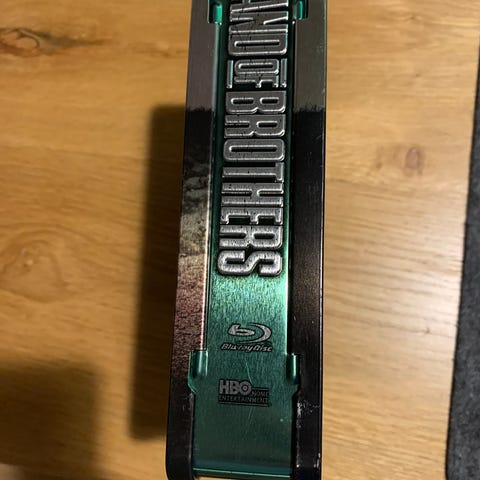 AND OF BROTHERS
Blu-ray Disc
HBO HOME
ENTERTAINMENT